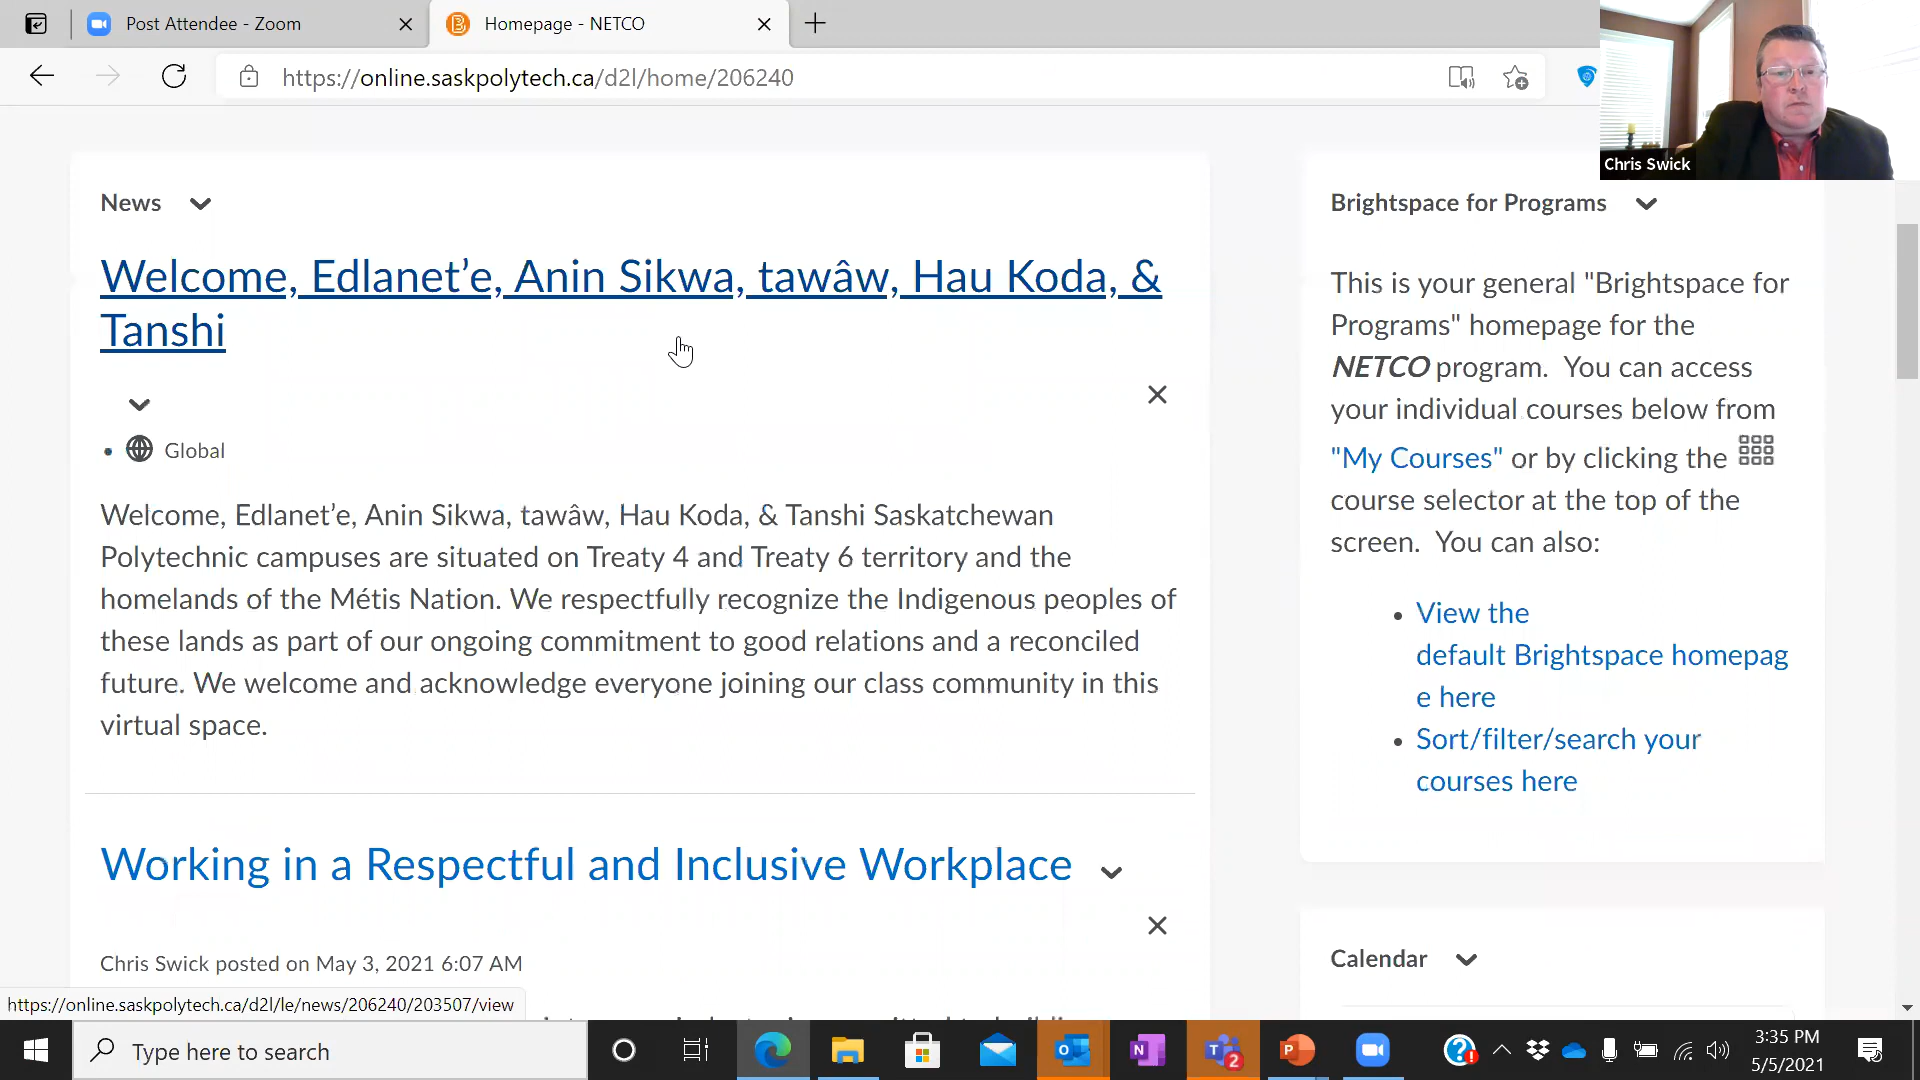 Post Attendee - Zoom
Homepage - NETCO
https://online.saskpolytech.ca/d2l/home/206240
Chris Swick
News
Welcome, Edlanet’e, Anin Sikwa, tawâw, Hau Koda, &
Tanshi
Global
Welcome, Edlanet’e, Anin Sikwa, tawâw, Hau Koda, & Tanshi Saskatchewan
Polytechnic campuses are situated on Treaty 4 and Treaty 6 territory and the
homelands of the Métis Nation. We respectfully recognize the Indigenous peoples of
these lands as part of our ongoing commitment to good relations and a reconciled
future. We welcome and acknowledge everyone joining our class community in this
virtual space.
Working in a Respectful and Inclusive Workplace
Chris Swick posted on May 3, 2021 6:07 AM
https://online.saskpolytech.ca/d2l/le/news/206240/203507/view
Brightspace for Programs
This is your general "Brightspace for
Programs" homepage for the
NETCO program. You can access
your individual courses below from
"My Courses" or by clicking the
course selector at the top of the
screen. You can also:
View the
default Brightspace homepag
e here
Sort/filter/search your
courses here
Calendar
Type here to search
2
3:35 PM
5/5/2021